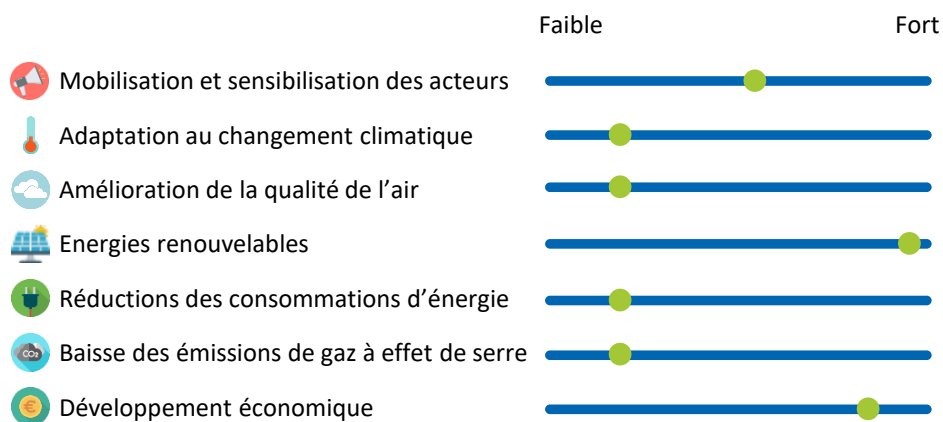 Faible Fort
Mobilisation et sensibilisation des acteurs
Adaptation au changement climatique
Amélioration de la qualité de l’air
Energies renouvelables
Réductions des consommations d’énergie
CO2
Baisse des émissions de gaz à effet de serre
€
Développement économique